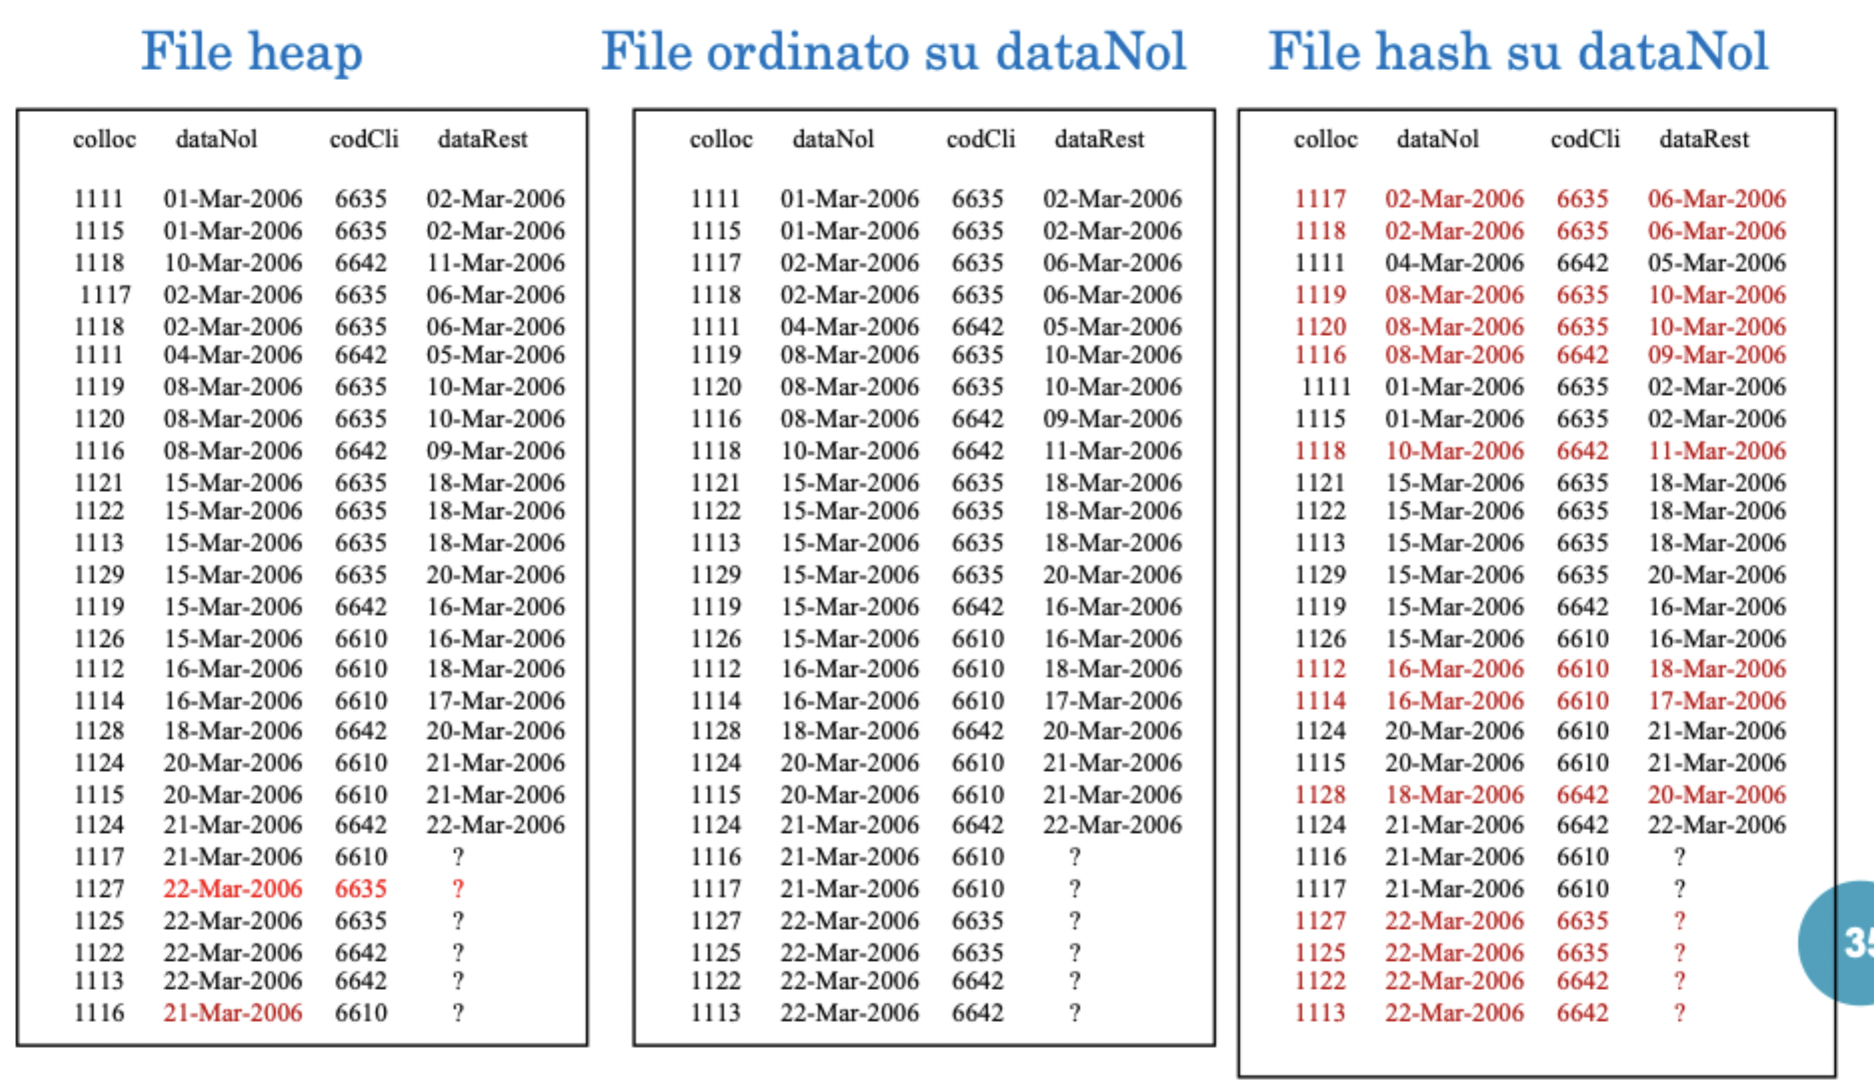 File heap
colloc dataNol codCli dataRest
1111 01-Mar-2006 6635 02-Mar-2006
1115 01-Mar-2006 6635 02-Mar-2006
1118 10-Mar-2006 6642 11-Mar-2006
1117 02-Mar-2006 6635 06-Mar-2006
1118 02-Mar-2006 6635 06-Mar-2006
1111 04-Mar-2006 6642 05-Mar-2006
1119 08-Mar-2006 6635 10-Mar-2006
1120 08-Mar-2006 6635 10-Mar-2006
1116 08-Mar-2006 6642 09-Mar-2006
1121 15-Mar-2006 6635 18-Mar-2006
1122 15-Mar-2006 6635 18-Mar-2006
1113 15-Mar-2006 6635 18-Mar-2006
1129 15-Mar-2006 6635 20-Mar-2006
1119 15-Mar-2006 6642 16-Mar-2006
1126 15-Mar-2006 6610 16-Mar-2006
1112 16-Mar-2006 6610 18-Mar-2006
1114 16-Mar-2006 6610 17-Mar-2006
1128 18-Mar-2006 6642 20-Mar-2006
1124 20-Mar-2006 6610 21-Mar-2006
1115 20-Mar-2006 6610 21-Mar-2006
1124 21-Mar-2006 6642 22-Mar-2006
1117 21-Mar-2006 6610 ?
1127 22-Mar-2006 6635 ?
1125 22-Mar-2006 6635 ?
1122 22-Mar-2006 6642 ?
1113 22-Mar-2006 6642 ?
1116 21-Mar-2006 6610 ?
File ordinato su dataNol
colloc dataNol codCli dataRest
1111 01-Mar-2006 6635 02-Mar-2006
1115 01-Mar-2006 6635 02-Mar-2006
1117 02-Mar-2006 6635 06-Mar-2006
1118 02-Mar-2006 6635 06-Mar-2006
1111 04-Mar-2006 6642 05-Mar-2006
1119 08-Mar-2006 6635 10-Mar-2006
1120 08-Mar-2006 6635 10-Mar-2006
1116 08-Mar-2006 6642 09-Mar-2006
1118 10-Mar-2006 6642 11-Mar-2006
1121 15-Mar-2006 6635 18-Mar-2006
1122 15-Mar-2006 6635 18-Mar-2006
1113 15-Mar-2006 6635 18-Mar-2006
1129 15-Mar-2006 6635 20-Mar-2006
1119 15-Mar-2006 6642 16-Mar-2006
1126 15-Mar-2006 6610 16-Mar-2006
1112 16-Mar-2006 6610 18-Mar-2006
1114 16-Mar-2006 6610 17-Mar-2006
1128 18-Mar-2006 6642 20-Mar-2006
1124 20-Mar-2006 6610 21-Mar-2006
1115 20-Mar-2006 6610 21-Mar-2006
1124 21-Mar-2006 6642 22-Mar-2006
1116 21-Mar-2006 6610 ?
1117 21-Mar-2006 6610 ?
1127 22-Mar-2006 6635 ?
1125 22-Mar-2006 6635 ?
1122 22-Mar-2006 6642 ?
1113 22-Mar-2006 6642 ?
File hash su dataNol
colloc dataNol codCli dataRest
1117 02-Mar-2006 6635 06-Mar-2006
1118 02-Mar-2006 6635 06-Mar-2006
1111 04-Mar-2006 6642 05-Mar-2006
1119 08-Mar-2006 6635 10-Mar-2006
1120 08-Mar-2006 6635 10-Mar-2006
1116 08-Mar-2006 6642 09-Mar-2006
1111 01-Mar-2006 6635 02-Mar-2006
1115 01-Mar-2006 6635 02-Mar-2006
1118 10-Mar-2006 6642 11-Mar-2006
1121 15-Mar-2006 6635 18-Mar-2006
1122 15-Mar-2006 6635 18-Mar-2006
1113 15-Mar-2006 6635 18-Mar-2006
1129 15-Mar-2006 6635 20-Mar-2006
1119 15-Mar-2006 6642 16-Mar-2006
1126 15-Mar-2006 6610 16-Mar-2006
1112 16-Mar-2006 6610 18-Mar-2006
1114 16-Mar-2006 6610 17-Mar-2006
1124 20-Mar-2006 6610 21-Mar-2006
1115 20-Mar-2006 6610 21-Mar-2006
1128 18-Mar-2006 6642 20-Mar-2006
1124 21-Mar-2006 6642 22-Mar-2006
1116 21-Mar-2006 6610 ?
1117 21-Mar-2006 6610 ?
1127 22-Mar-2006 6635 ?
1125 22-Mar-2006 6635 ?
1122 22-Mar-2006 6642 ?
1113 22-Mar-2006 6642 ?